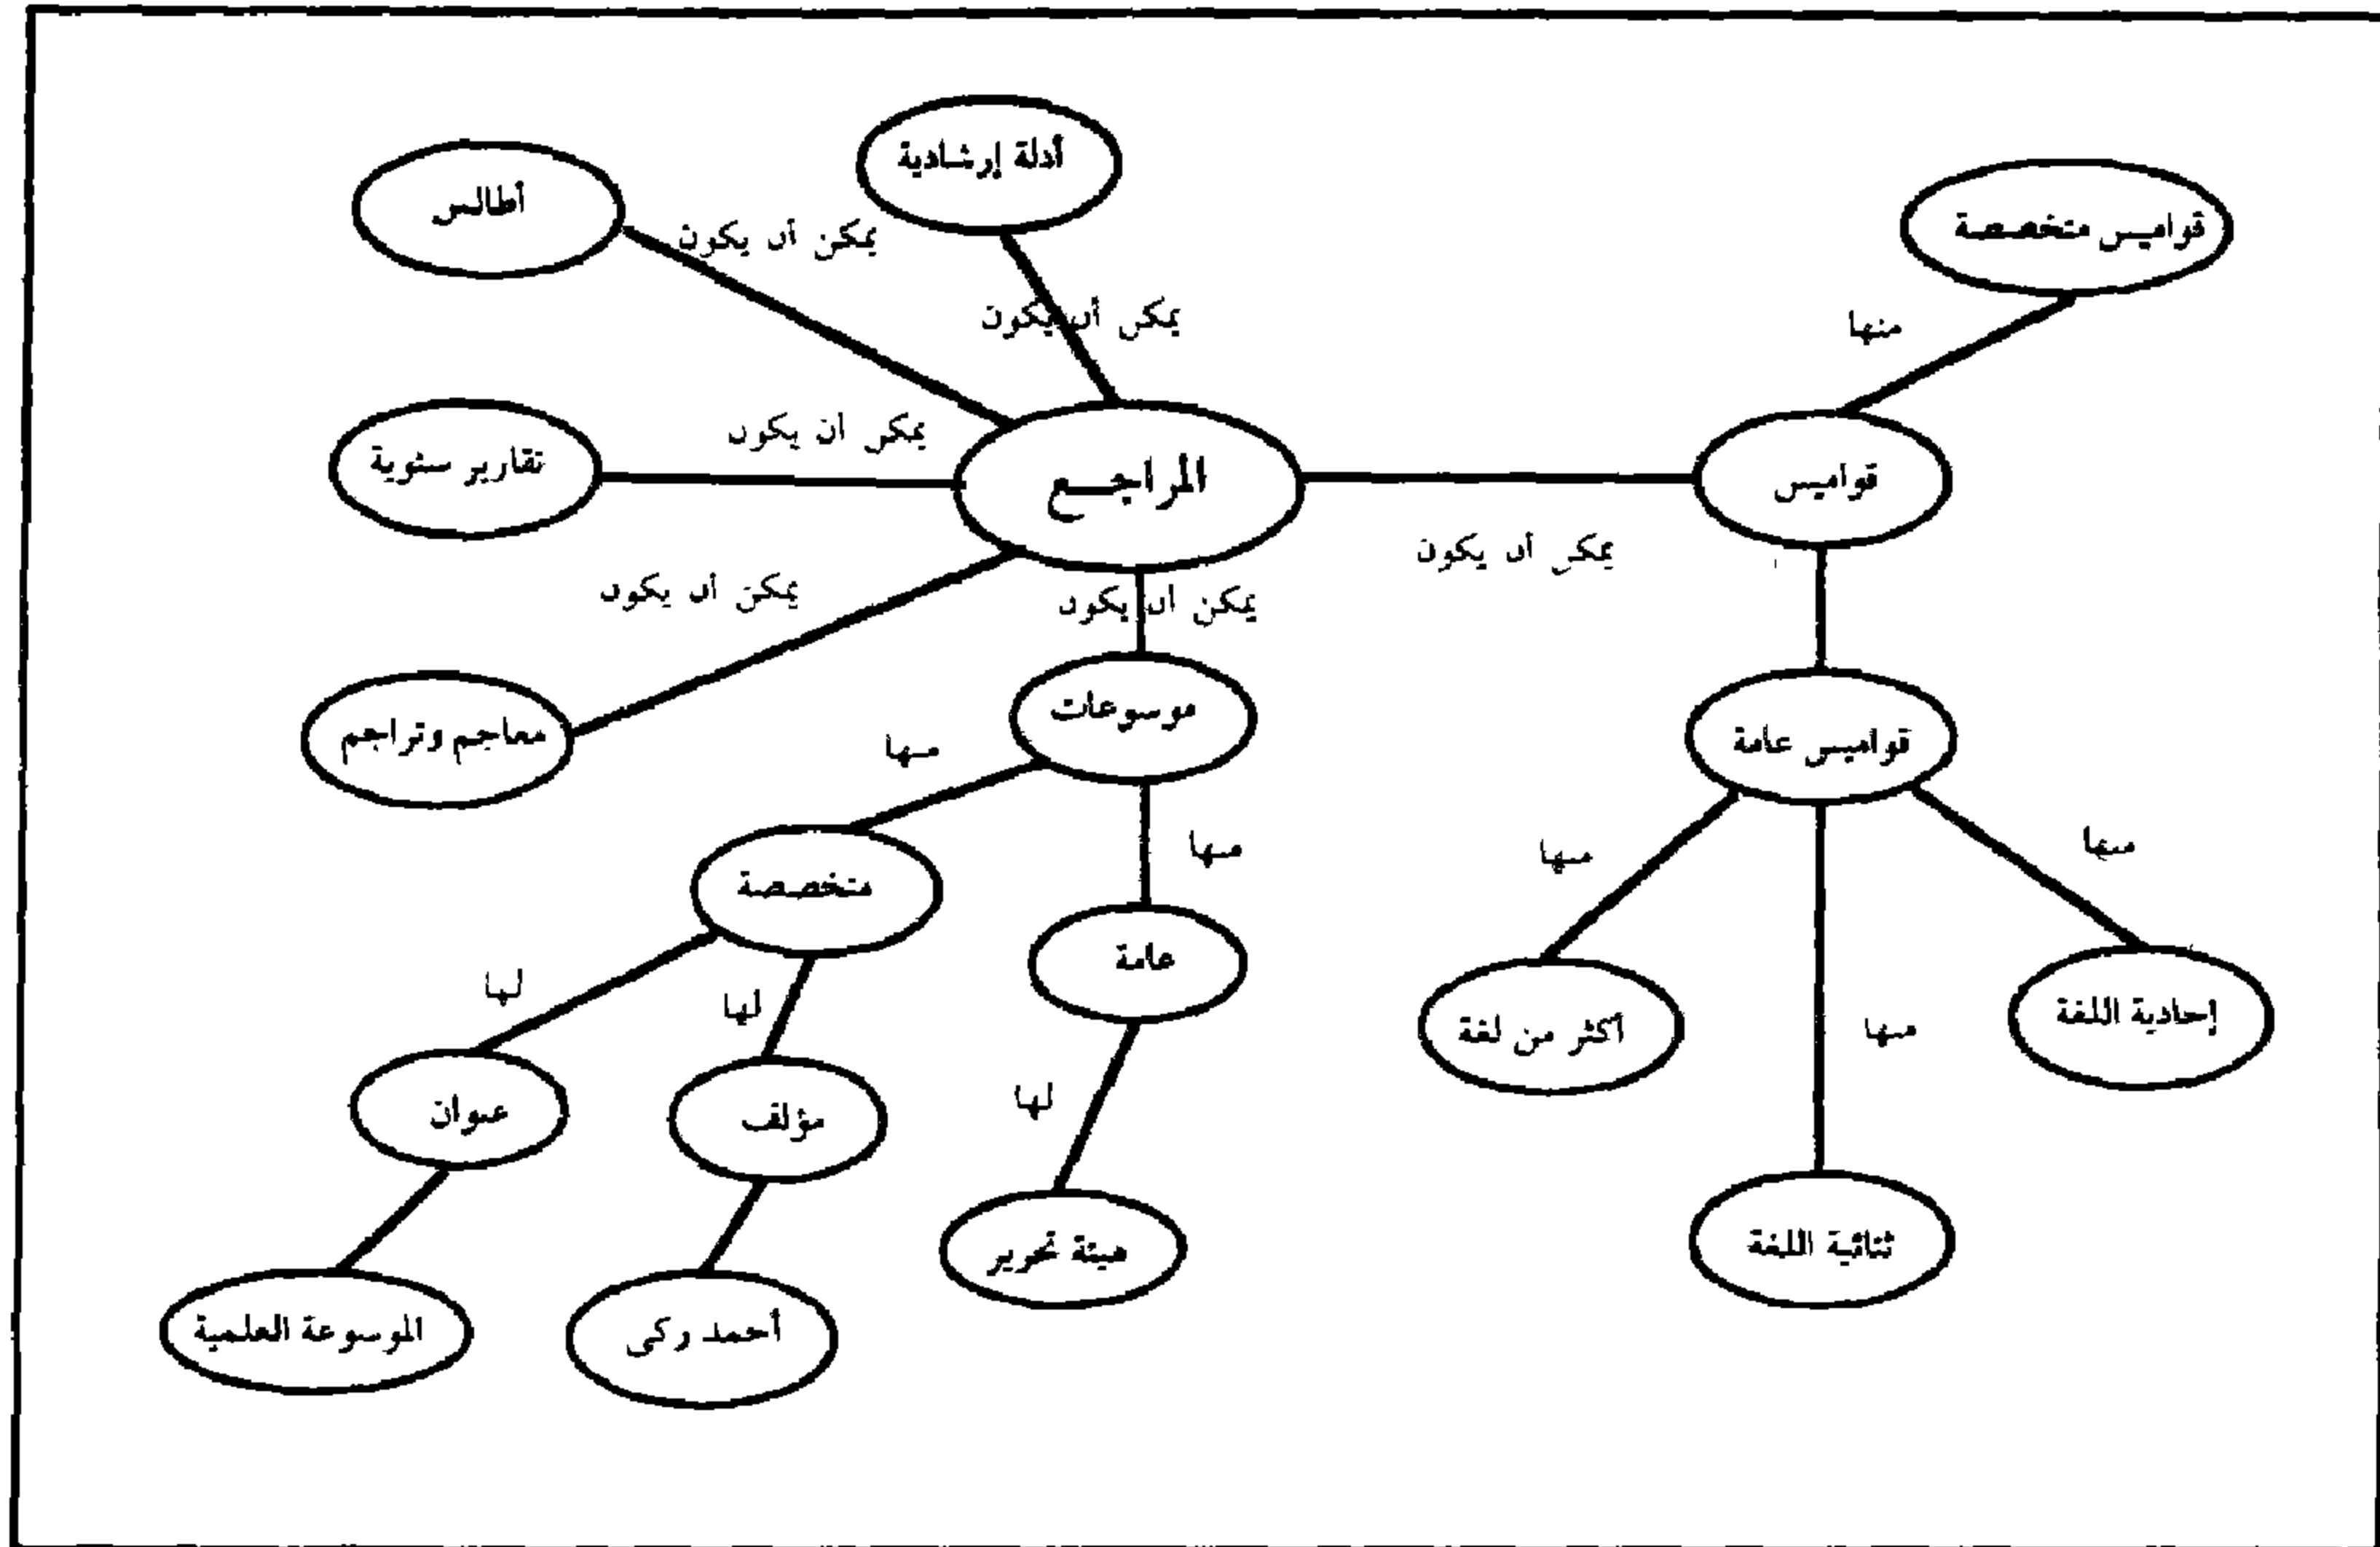 أدلة إرشادية
أطالس
قواميس متخصصة
يمكن أن يكون
يمكن أن يكون
منها
يمكن ان يكون
تقارير سنوية
المراجع
قواميس
يمكن أن يكون
يمكن أن يكون
يمكن أن يكون
موسوعات
معاجم وتراجم
قواميس عامة
منها
منها
منها
منها
متخصصة
عامة
لها
لها
إحادية اللغة
أكثر من لغة
منها
لها
عنوان
مؤلف
هيئة تحرير
ثنائية اللغة
الموسوعة العلمية
أحمد زكى